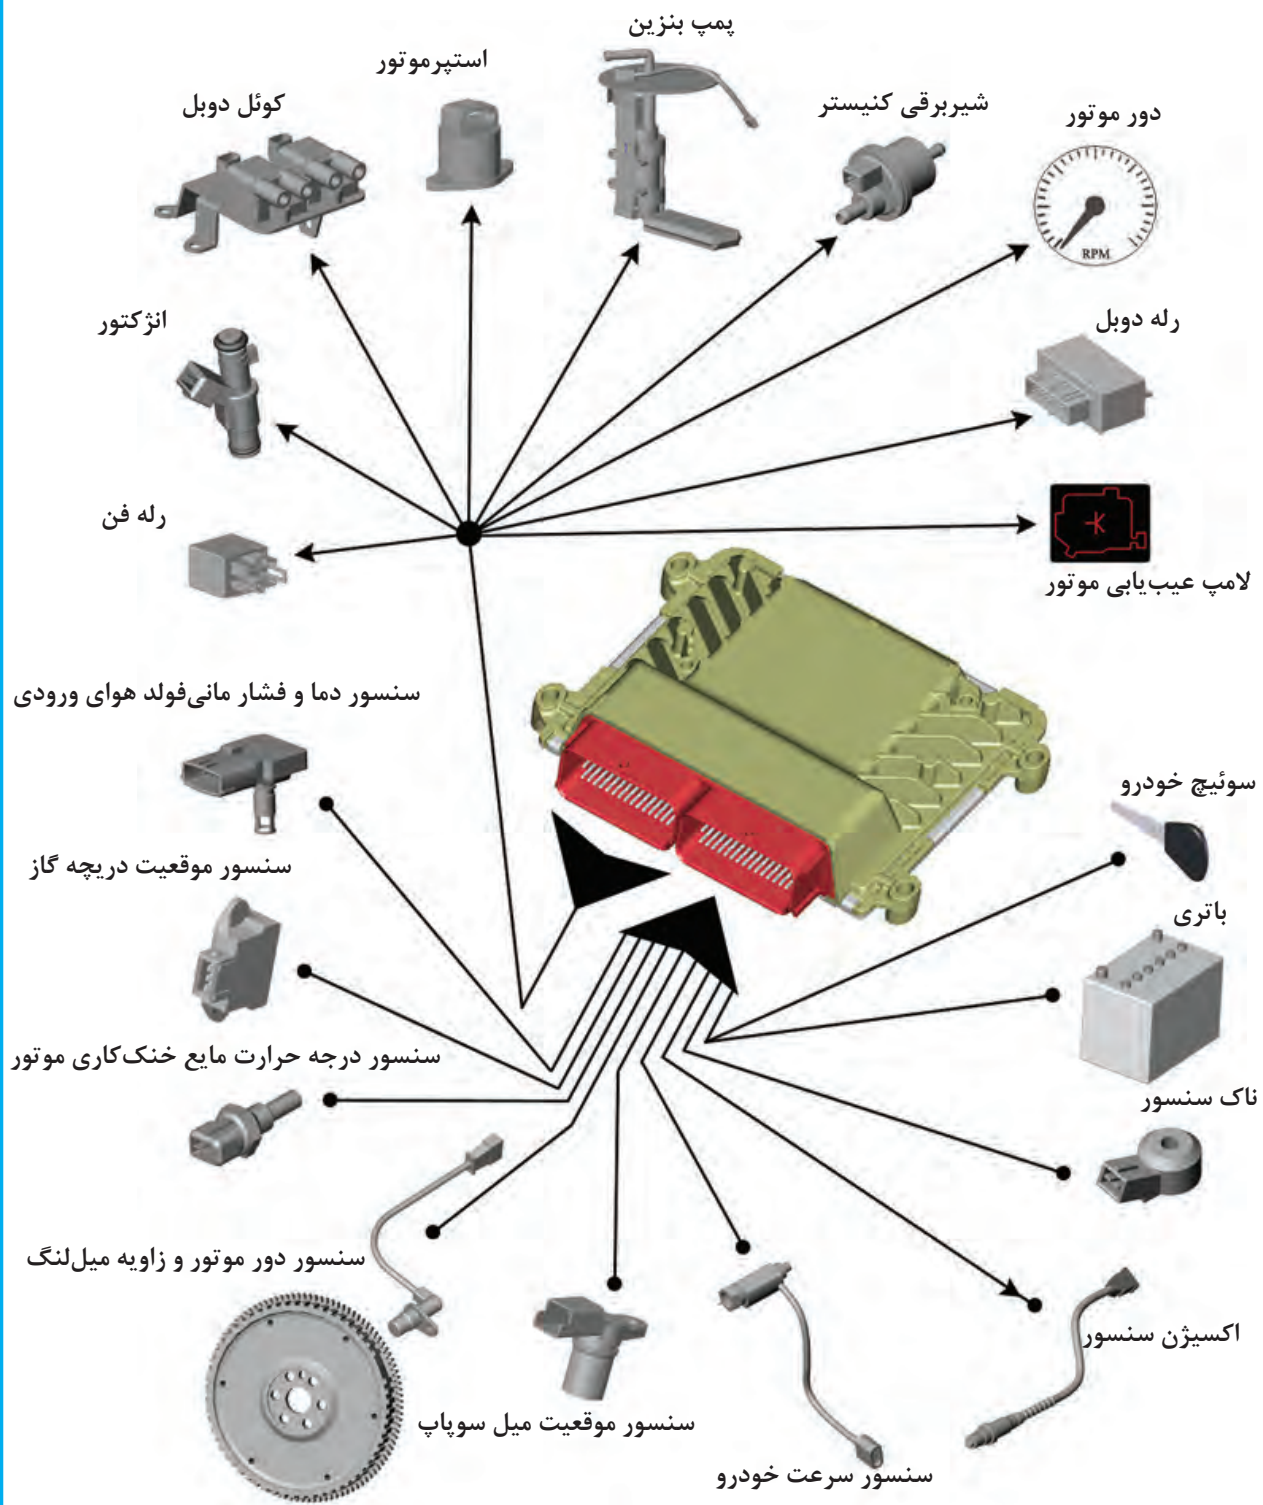 پمپ بنزین
استپرموتور
کوئل دوبل
شیربرقی کنیستر
دور موتور
RPM
انژکتور
رله دوبل
رله فن
لامپ عیب‌یابی موتور
سنسور دما و فشار مانی‌فولد هوای ورودی
سوئیچ خودرو
سنسور موقعیت دریچه گاز
باتری
سنسور درجه حرارت مایع خنک‌کاری موتور
ناک سنسور
سنسور دور موتور و زاویه میل‌لنگ
اکسیژن سنسور
سنسور موقعیت میل سوپاپ
سنسور سرعت خودرو